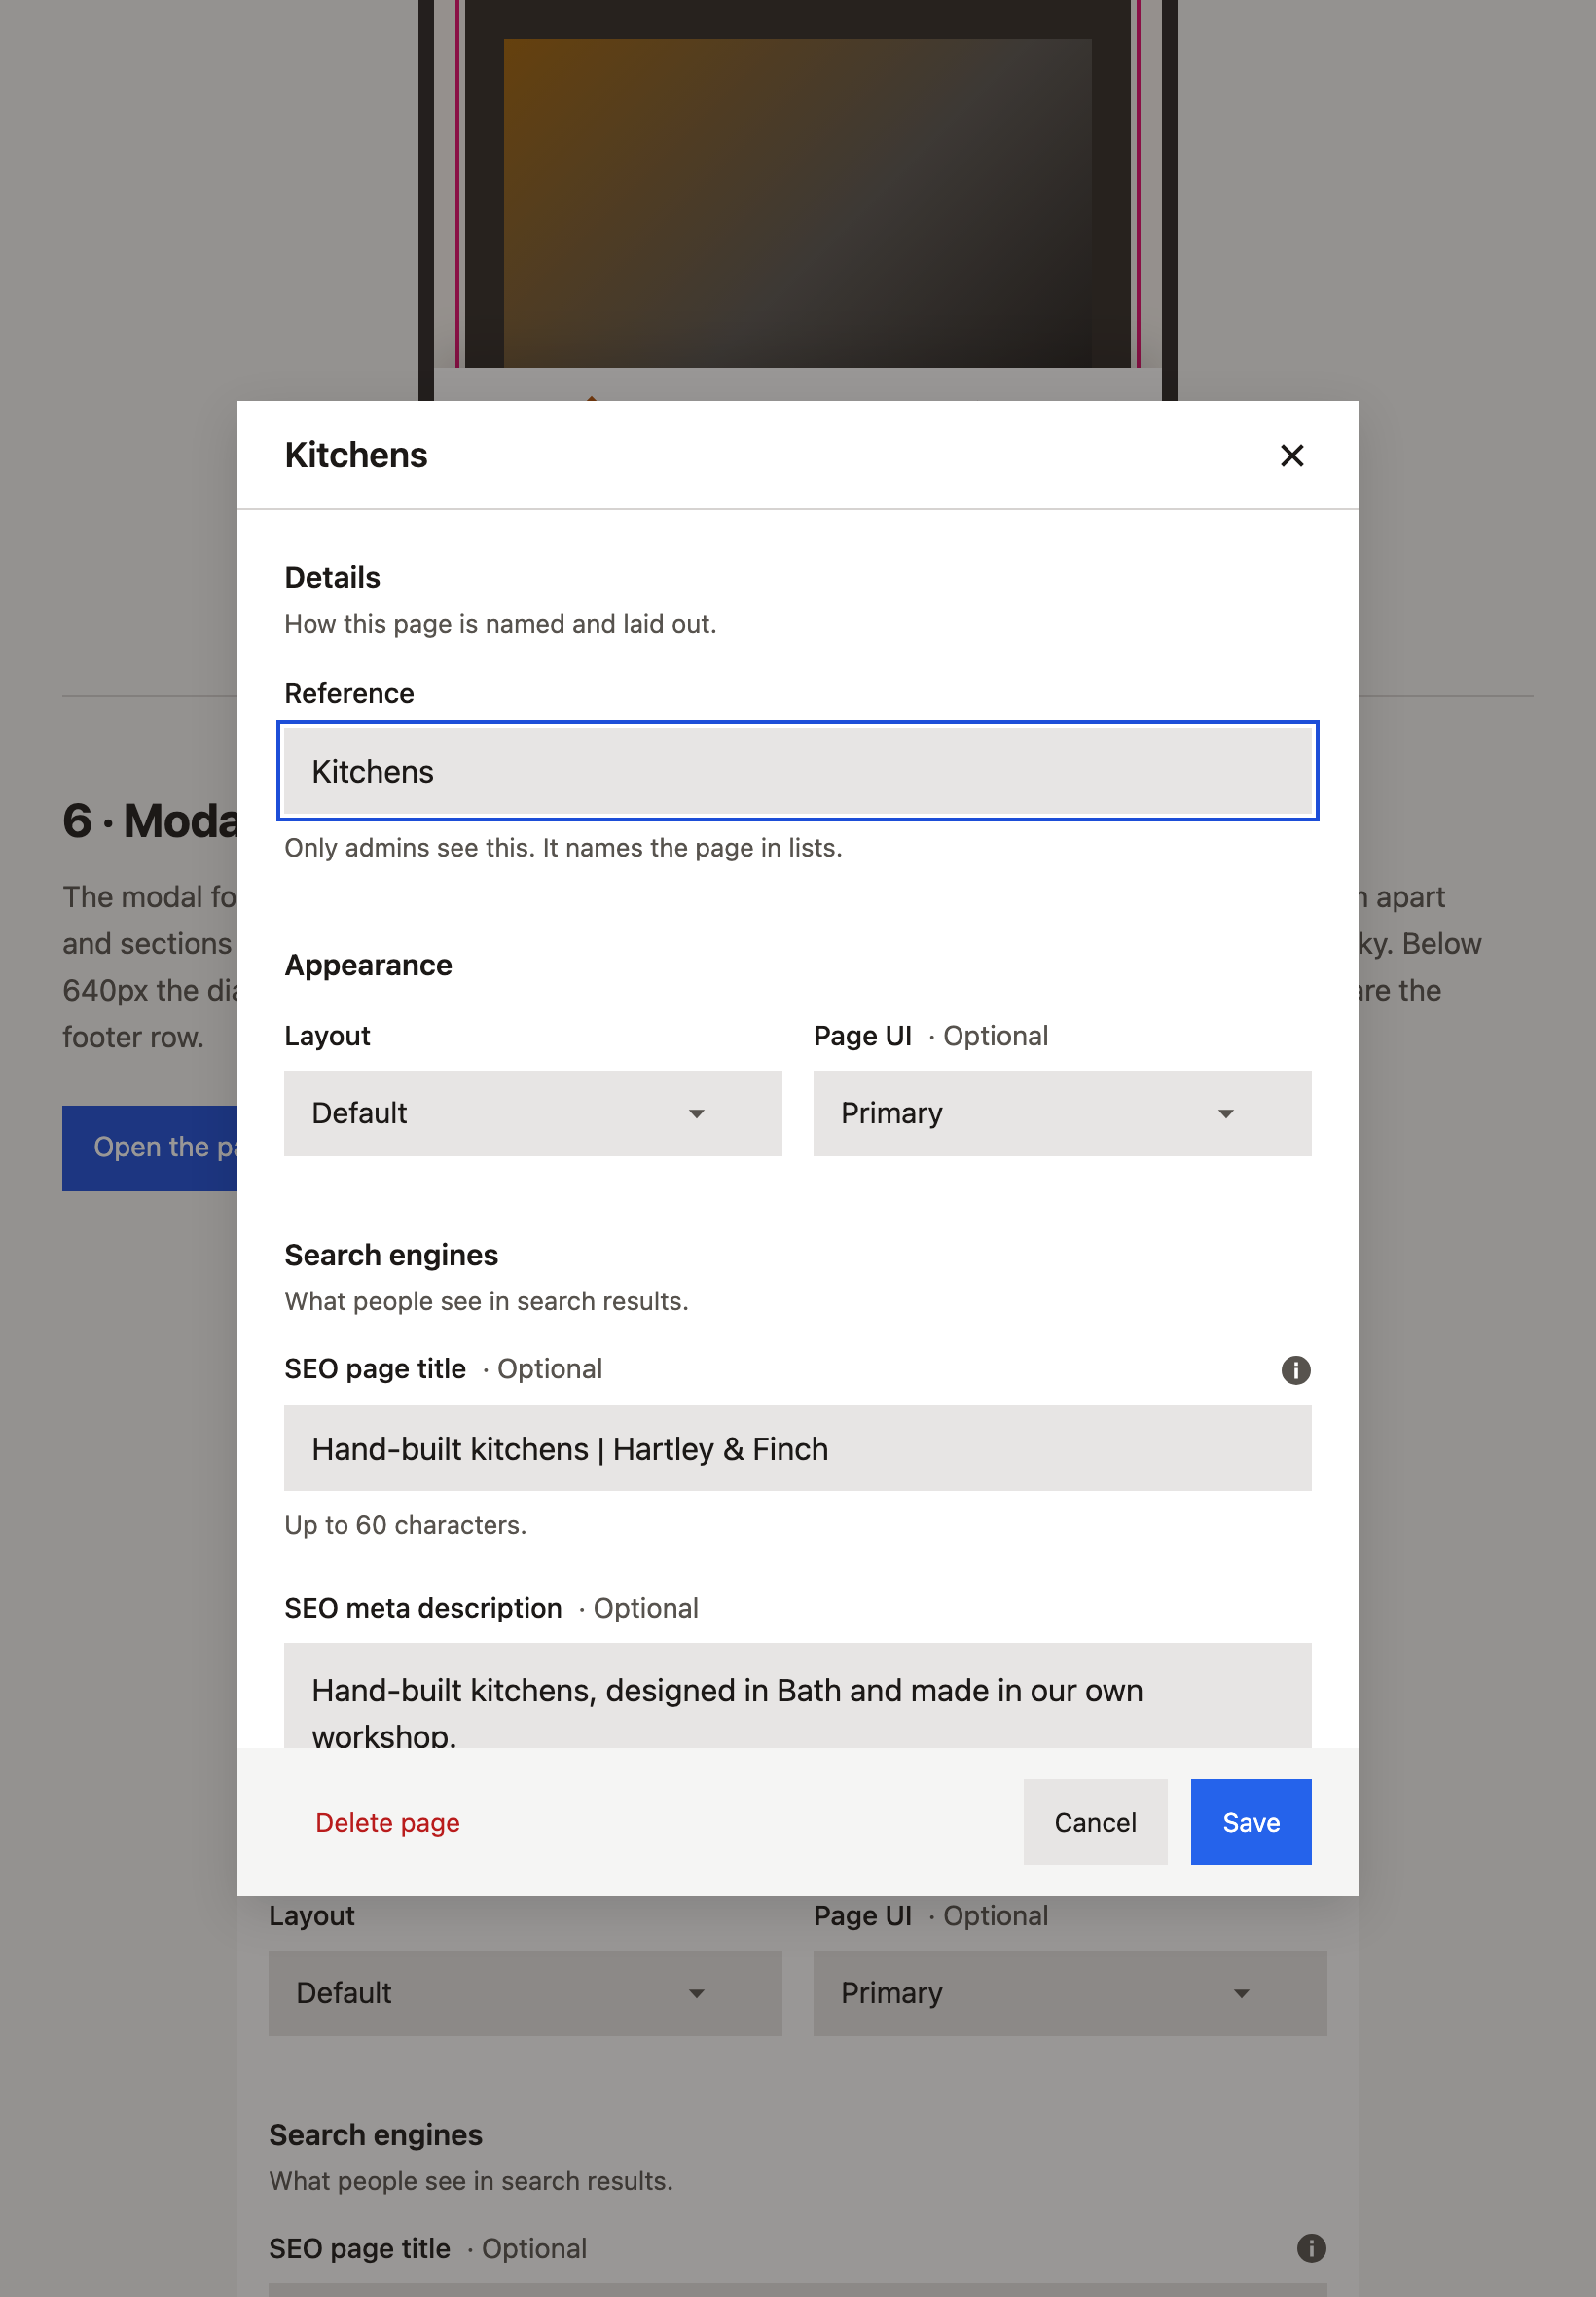 Kitchens
Details
How this page is named and laid out.
Reference
Kitchens
Only admins see this. It names the page in lists.
Appearance
Layout
Page UI · Optional
Default
Primary
Search engines
What people see in search results.
SEO page title · Optional
Hand-built kitchens | Hartley & Finch
Up to 60 characters.
SEO meta description · Optional
Hand-built kitchens, designed in Bath and made in our own
workshop.
Delete page
Cancel
Save
6 ·
The modal
apart
and sections
Below
640px the
the
footer row.
Open the
Layout
Page UI · Optional
Default
Primary
Search engines
What people see in search results.
SEO page title · Optional